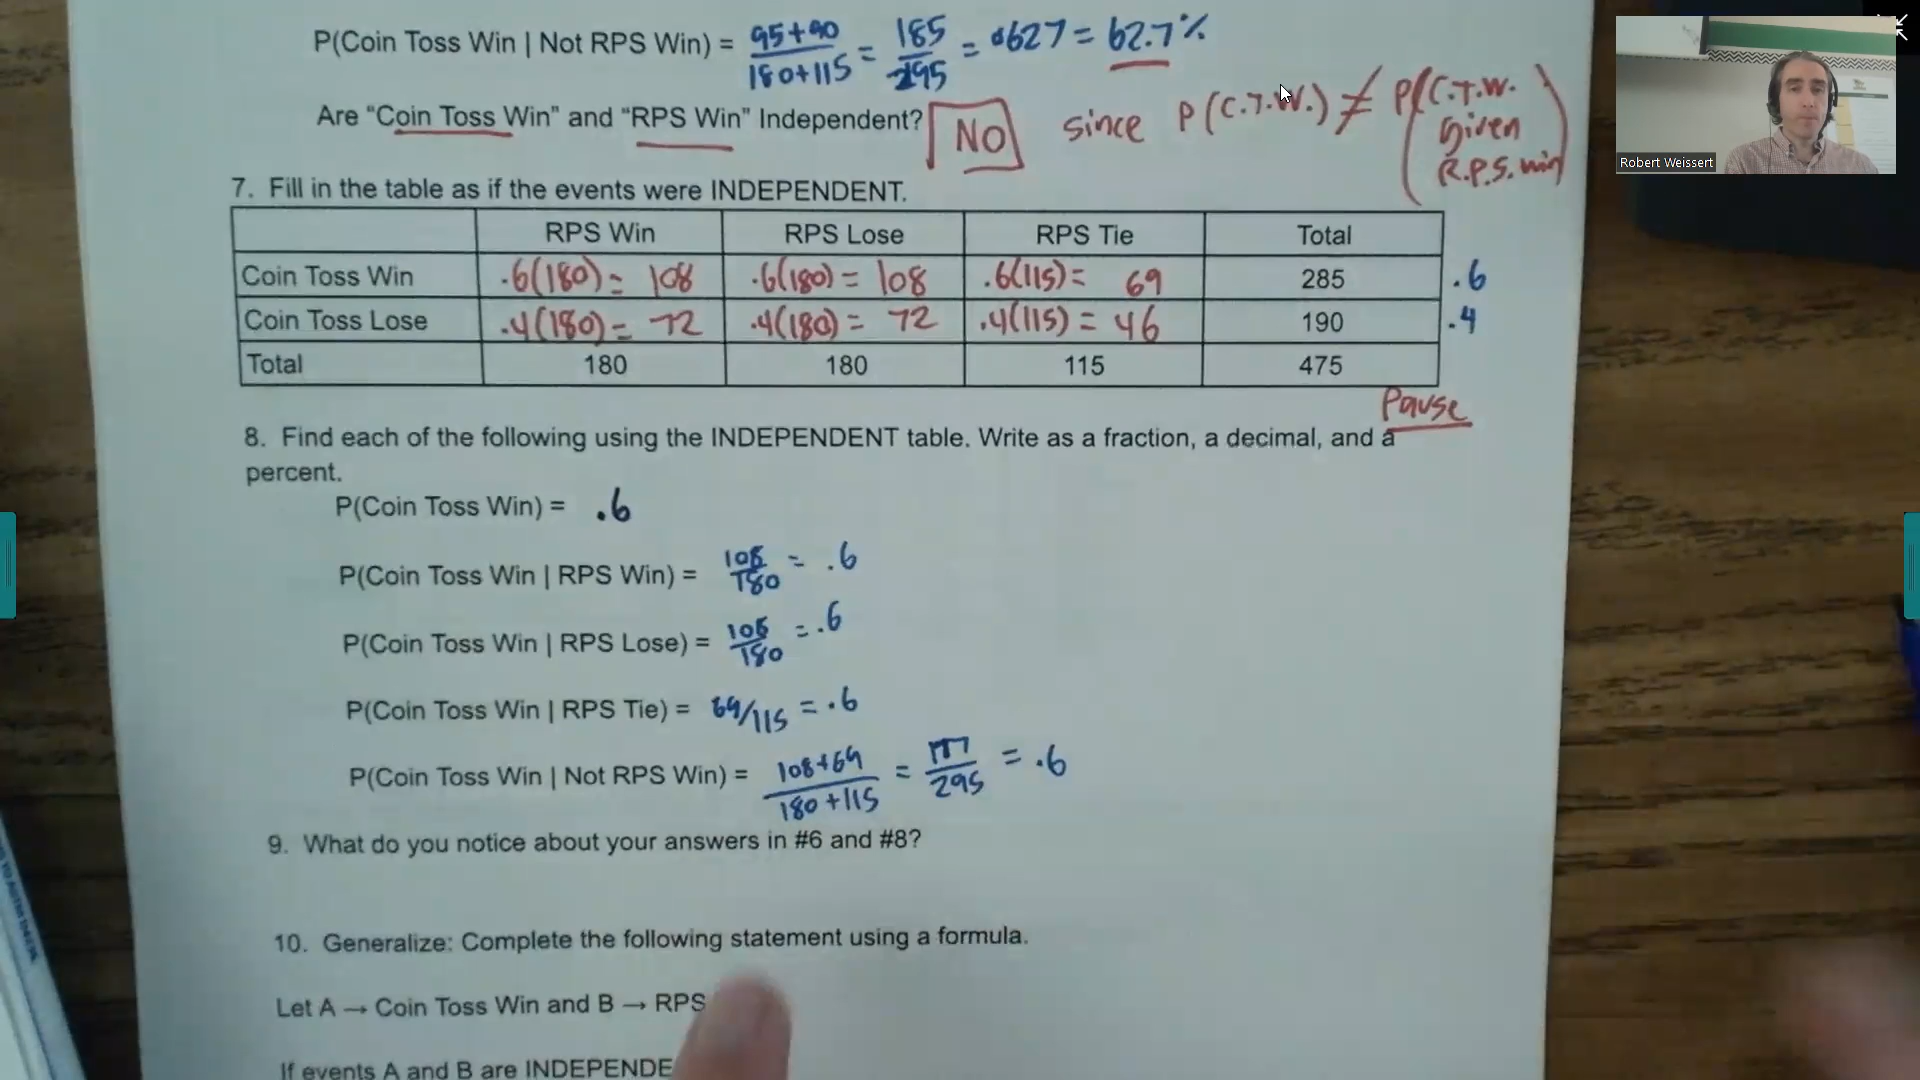 P(Coin Toss Win | Not RPS Win) = 95+90/180+115 = 185/295 = .627 = 62.7%
Robert Weissert
Are "Coin Toss Win" and "RPS Win" Independent? NO since P(C.T.W.) ≠ P(C.T.W. given R.P.S. win)
7. Fill in the table as if the events were INDEPENDENT.
RPS Win RPS Lose RPS Tie Total
Coin Toss Win .6(180) = 108 .6(180) = 108 .6(115) = 69 285 .6
Coin Toss Lose .4(180) = 72 .4(180) = 72 .4(115) = 46 190 .4
Total 180 180 115 475
Pause
8. Find each of the following using the INDEPENDENT table. Write as a fraction, a decimal, and a
percent.
P(Coin Toss Win) = .6
P(Coin Toss Win | RPS Win) = 108/180 = .6
P(Coin Toss Win | RPS Lose) = 108/180 = .6
P(Coin Toss Win | RPS Tie) = 69/115 = .6
P(Coin Toss Win | Not RPS Win) = 108+69/180+115 = 177/295 = .6
9. What do you notice about your answers in #6 and #8?
10. Generalize: Complete the following statement using a formula.
Let A → Coin Toss Win and B → RPS
If events A and B are INDEPENDE